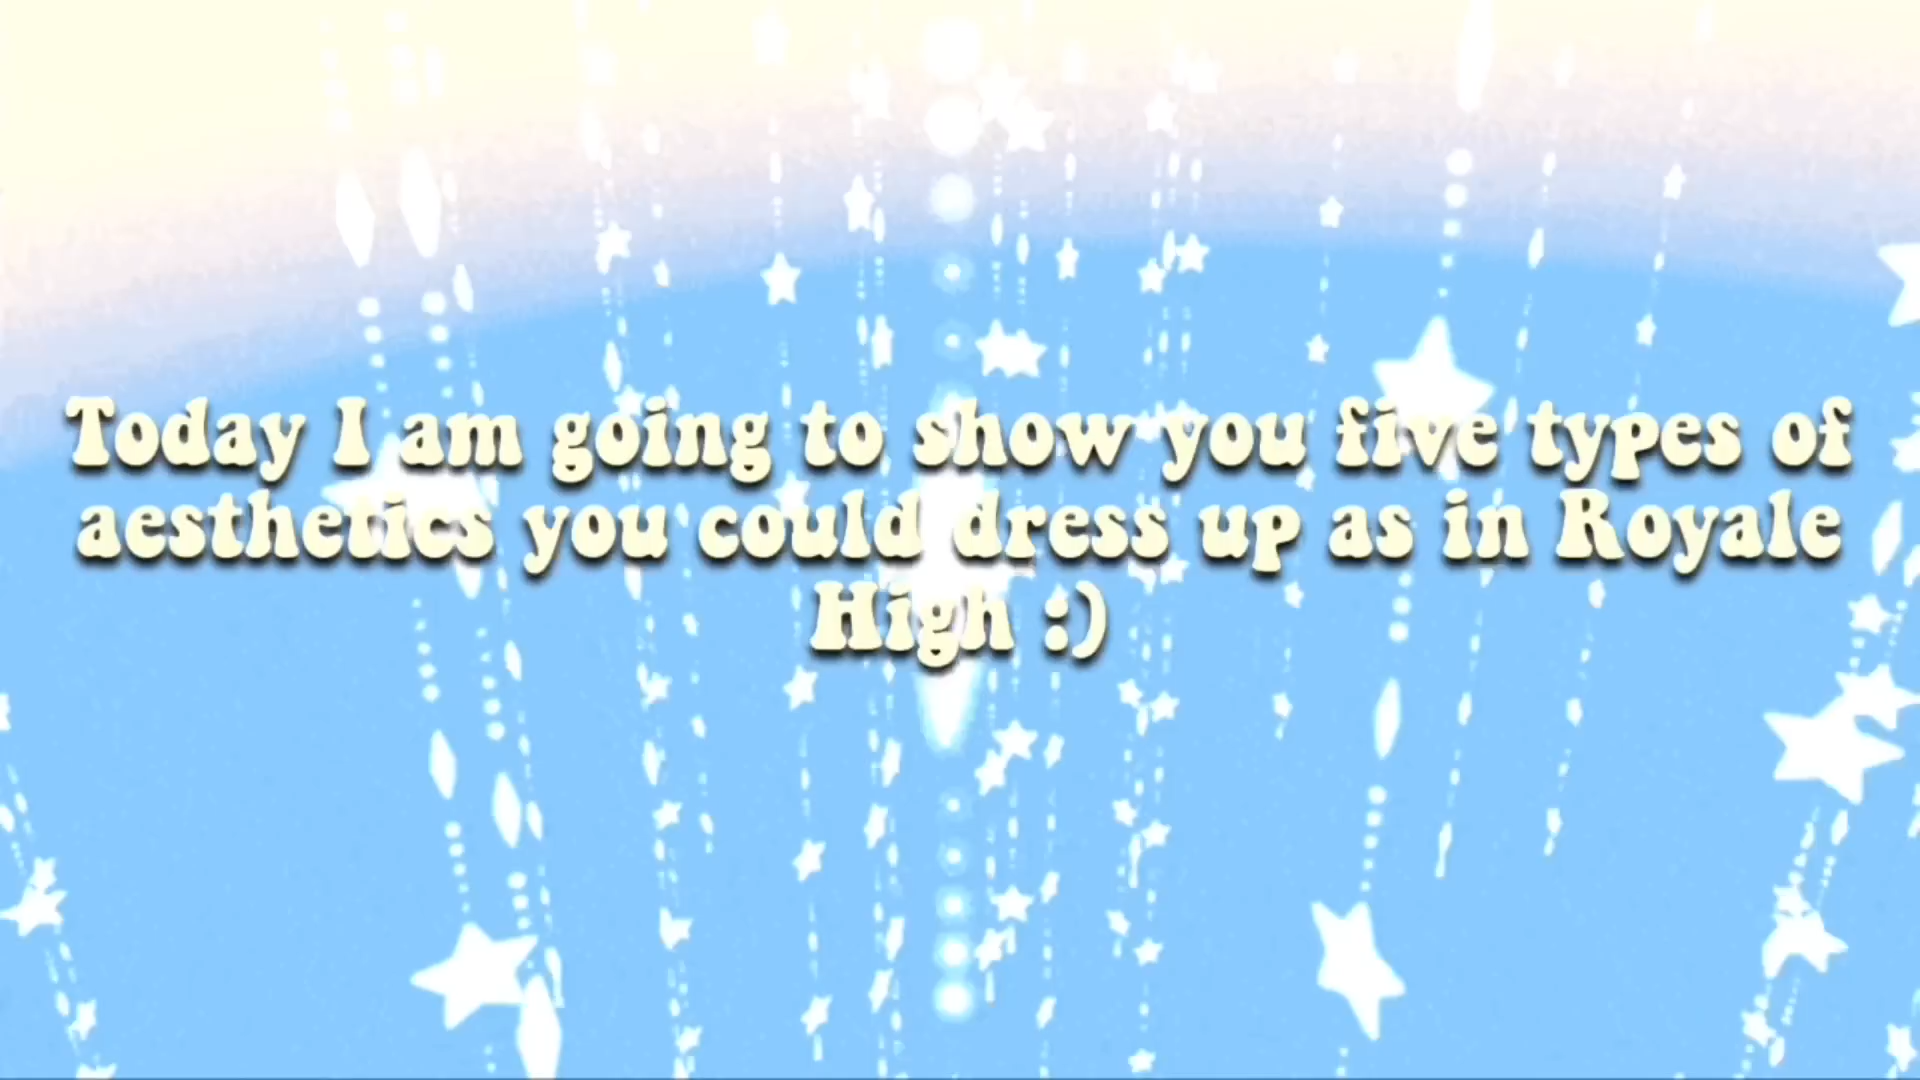 Today I am going to show you five types of
aesthetics you could dress up as in Royale
High :)